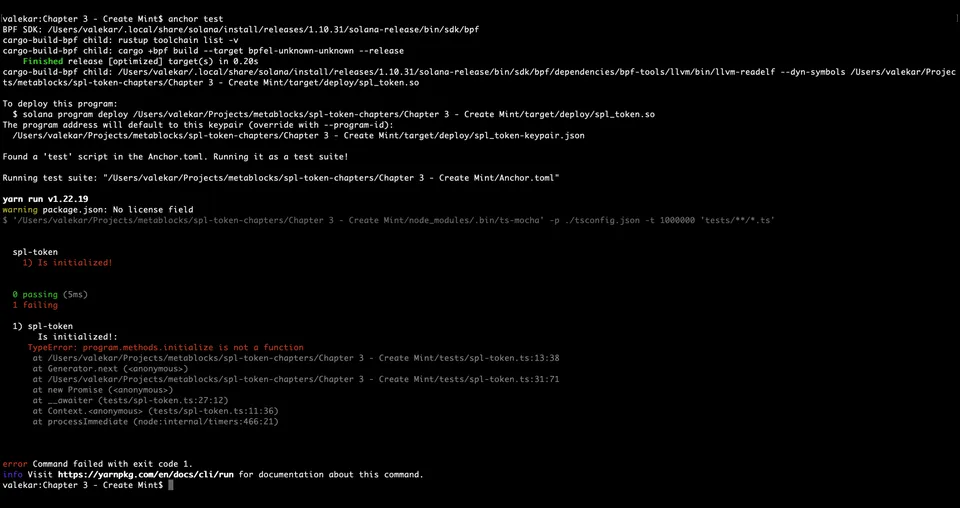 valekar:Chapter 3 - Create Mint$ anchor test
BPF SDK: /Users/valekar/.local/share/solana/install/releases/1.10.31/solana-release/bin/sdk/bpf
cargo-build-bpf child: rustup toolchain list -v
cargo-build-bpf child: cargo +bpf build --target bpfel-unknown-unknown --release
Finished release [optimized] target(s) in 0.20s
cargo-build-bpf child: /Users/valekar/.local/share/solana/install/releases/1.10.31/solana-release/bin/sdk/bpf/dependencies/bpf-tools/llvm/bin/llvm-readelf --dyn-symbols /Users/valekar/Projec
ts/metablocks/spl-token-chapters/Chapter 3 - Create Mint/target/deploy/spl_token.so
To deploy this program:
$ solana program deploy /Users/valekar/Projects/metablocks/spl-token-chapters/Chapter 3 - Create Mint/target/deploy/spl_token.so
The program address will default to this keypair (override with --program-id):
/Users/valekar/Projects/metablocks/spl-token-chapters/Chapter 3 - Create Mint/target/deploy/spl_token-keypair.json
Found a 'test' script in the Anchor.toml. Running it as a test suite!
Running test suite: "/Users/valekar/Projects/metablocks/spl-token-chapters/Chapter 3 - Create Mint/Anchor.toml"
yarn run v1.22.19
warning package.json: No license field
$ '/Users/valekar/Projects/metablocks/spl-token-chapters/Chapter 3 - Create Mint/node_modules/.bin/ts-mocha' -p ./tsconfig.json -t 1000000 'tests/**/*.ts'
spl-token
1) Is initialized!
0 passing (5ms)
1 failing
1) spl-token
Is initialized!:
TypeError: program.methods.initialize is not a function
at /Users/valekar/Projects/metablocks/spl-token-chapters/Chapter 3 - Create Mint/tests/spl-token.ts:13:38
at Generator.next (<anonymous>)
at /Users/valekar/Projects/metablocks/spl-token-chapters/Chapter 3 - Create Mint/tests/spl-token.ts:31:71
at new Promise (<anonymous>)
at __awaiter (tests/spl-token.ts:27:12)
at Context.<anonymous> (tests/spl-token.ts:11:36)
at processImmediate (node:internal/timers:466:21)
error Command failed with exit code 1.
info Visit https://yarnpkg.com/en/docs/cli/run for documentation about this command.
valekar:Chapter 3 - Create Mint$